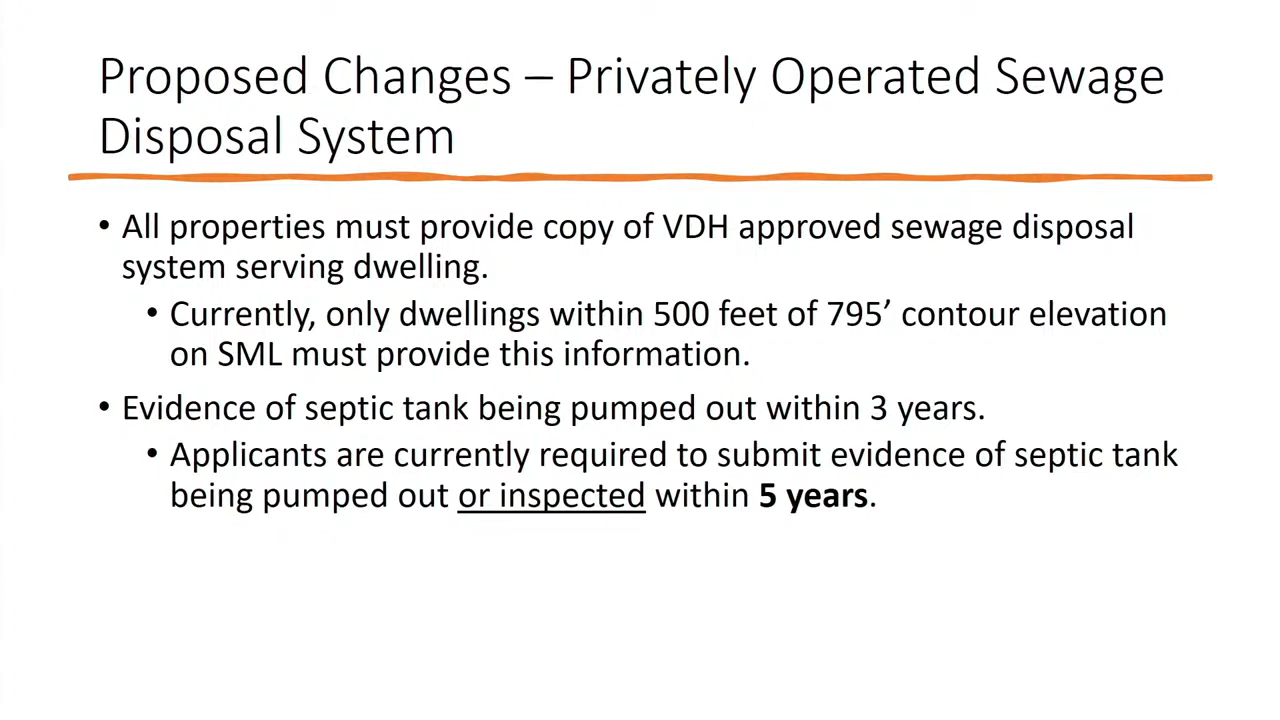 Proposed Changes – Privately Operated Sewage
Disposal System
• All properties must provide copy of VDH approved sewage disposal
system serving dwelling.
• Currently, only dwellings within 500 feet of 795’ contour elevation
on SML must provide this information.
• Evidence of septic tank being pumped out within 3 years.
• Applicants are currently required to submit evidence of septic tank
being pumped out or inspected within 5 years.